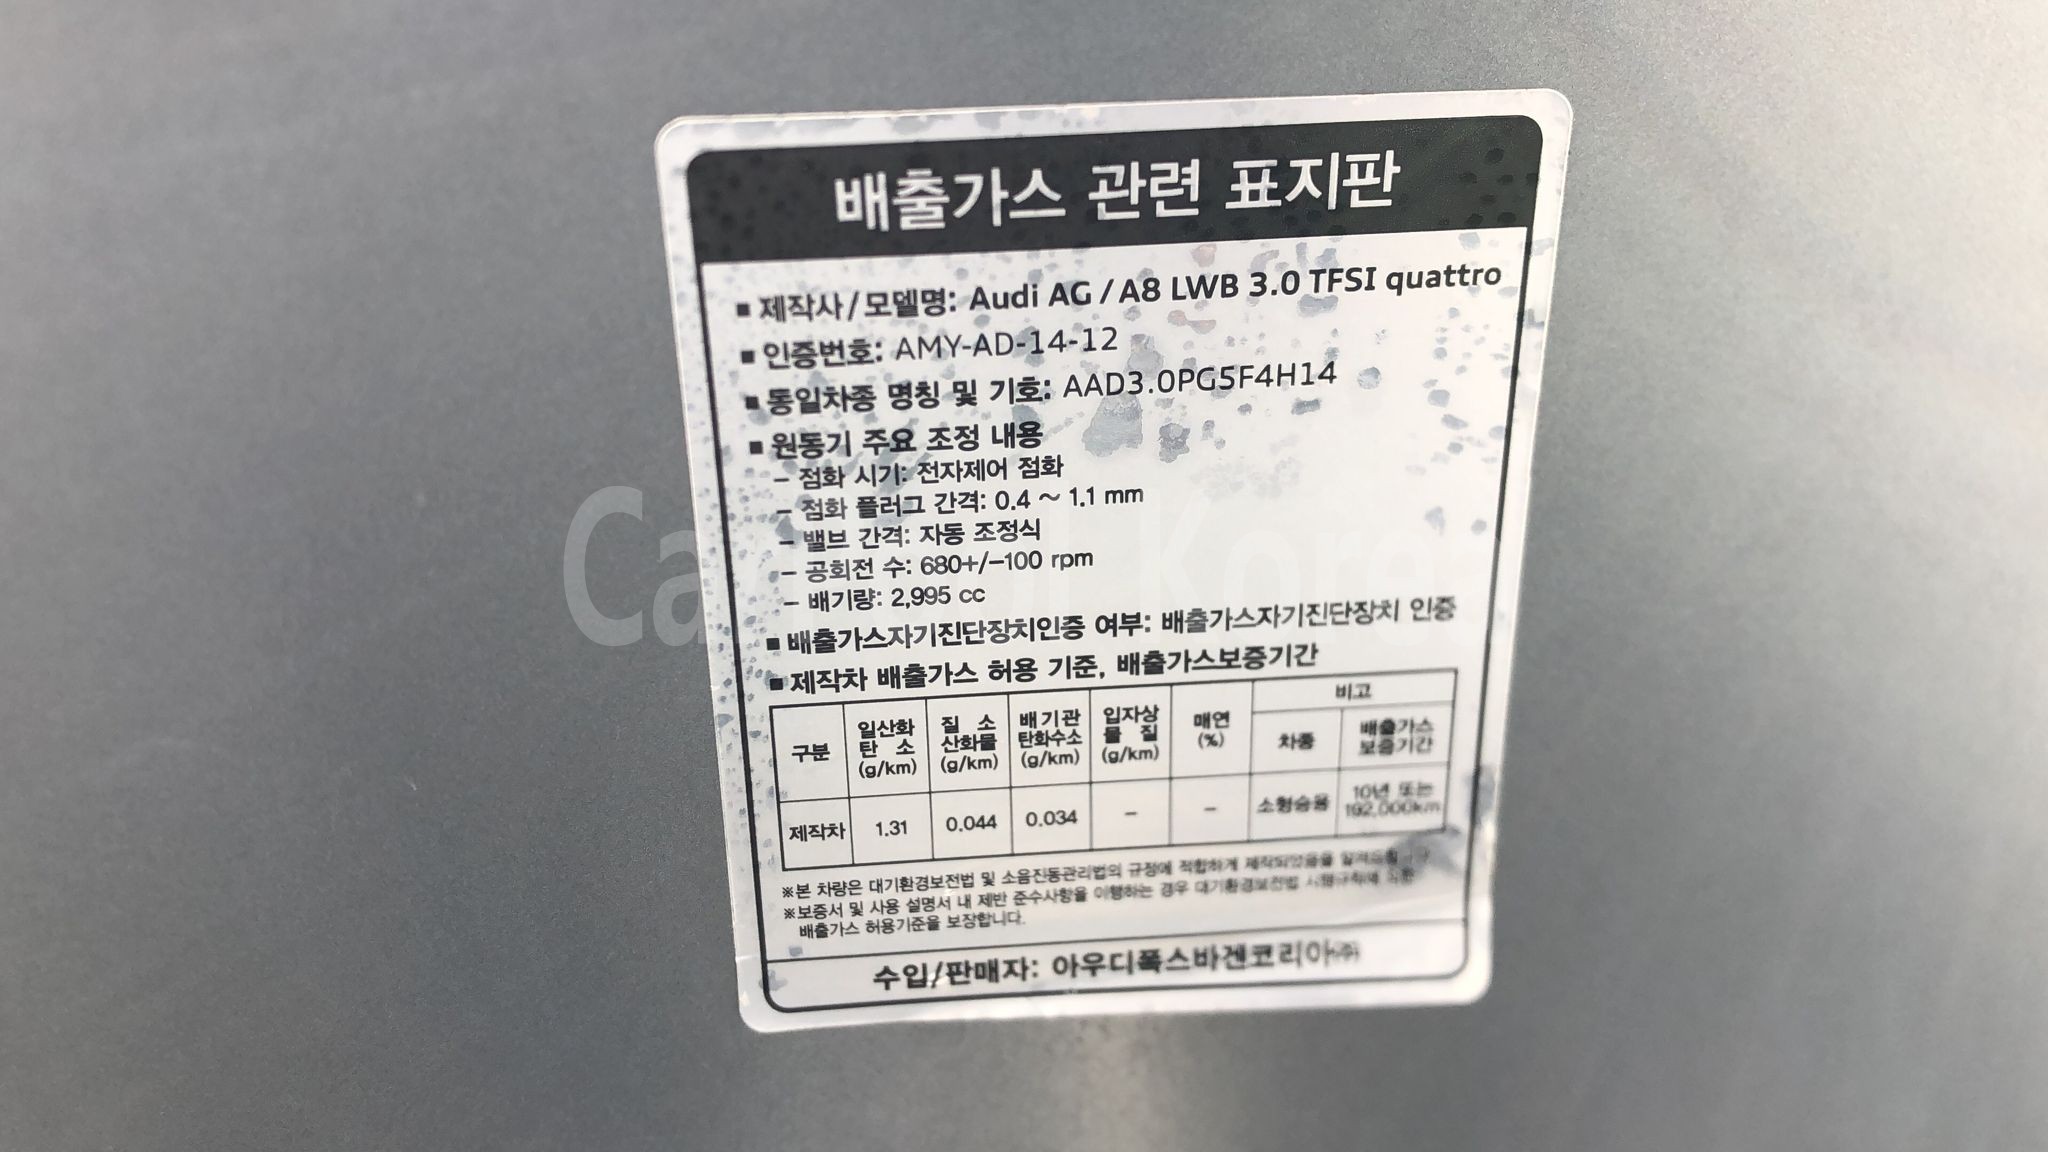 배출가스 관련 표지판
■ 제작사/모델명: Audi AG / A8 LWB 3.0 TFSI quattro
■ 인증번호: AMY-AD-14-12
■ 동일차종 명칭 및 기호: AAD3.0PG5F4H14
■ 원동기 주요 조정 내용
– 점화 시기: 전자제어 점화
– 점화 플러그 간격: 0.4 ~ 1.1 mm
– 밸브 간격: 자동 조정식
– 공회전 수: 680+/–100 rpm
– 배기량: 2,995 cc
■ 배출가스자기진단장치인증 여부: 배출가스자기진단장치 인증
■ 제작차 배출가스 허용 기준, 배출가스보증기간
구분 일산화탄소 (g/km) 질소산화물 (g/km) 배기관탄화수소 (g/km) 입자상물질 (g/km) 매연 (%) 비고
차종 배출가스보증기간
제작차 1.31 0.044 0.034 – – 소형승용 10년 또는 192,000km
※본 차량은 대기환경보전법 및 소음진동관리법의 규정에 적합하게 제작되었음을
※보증서 및 사용 설명서 내 제반 준수사항을 이행하는 경우 대기환경보전법 시행규칙에
배출가스 허용기준을 보장합니다.
수입/판매자: 아우디폭스바겐코리아㈜